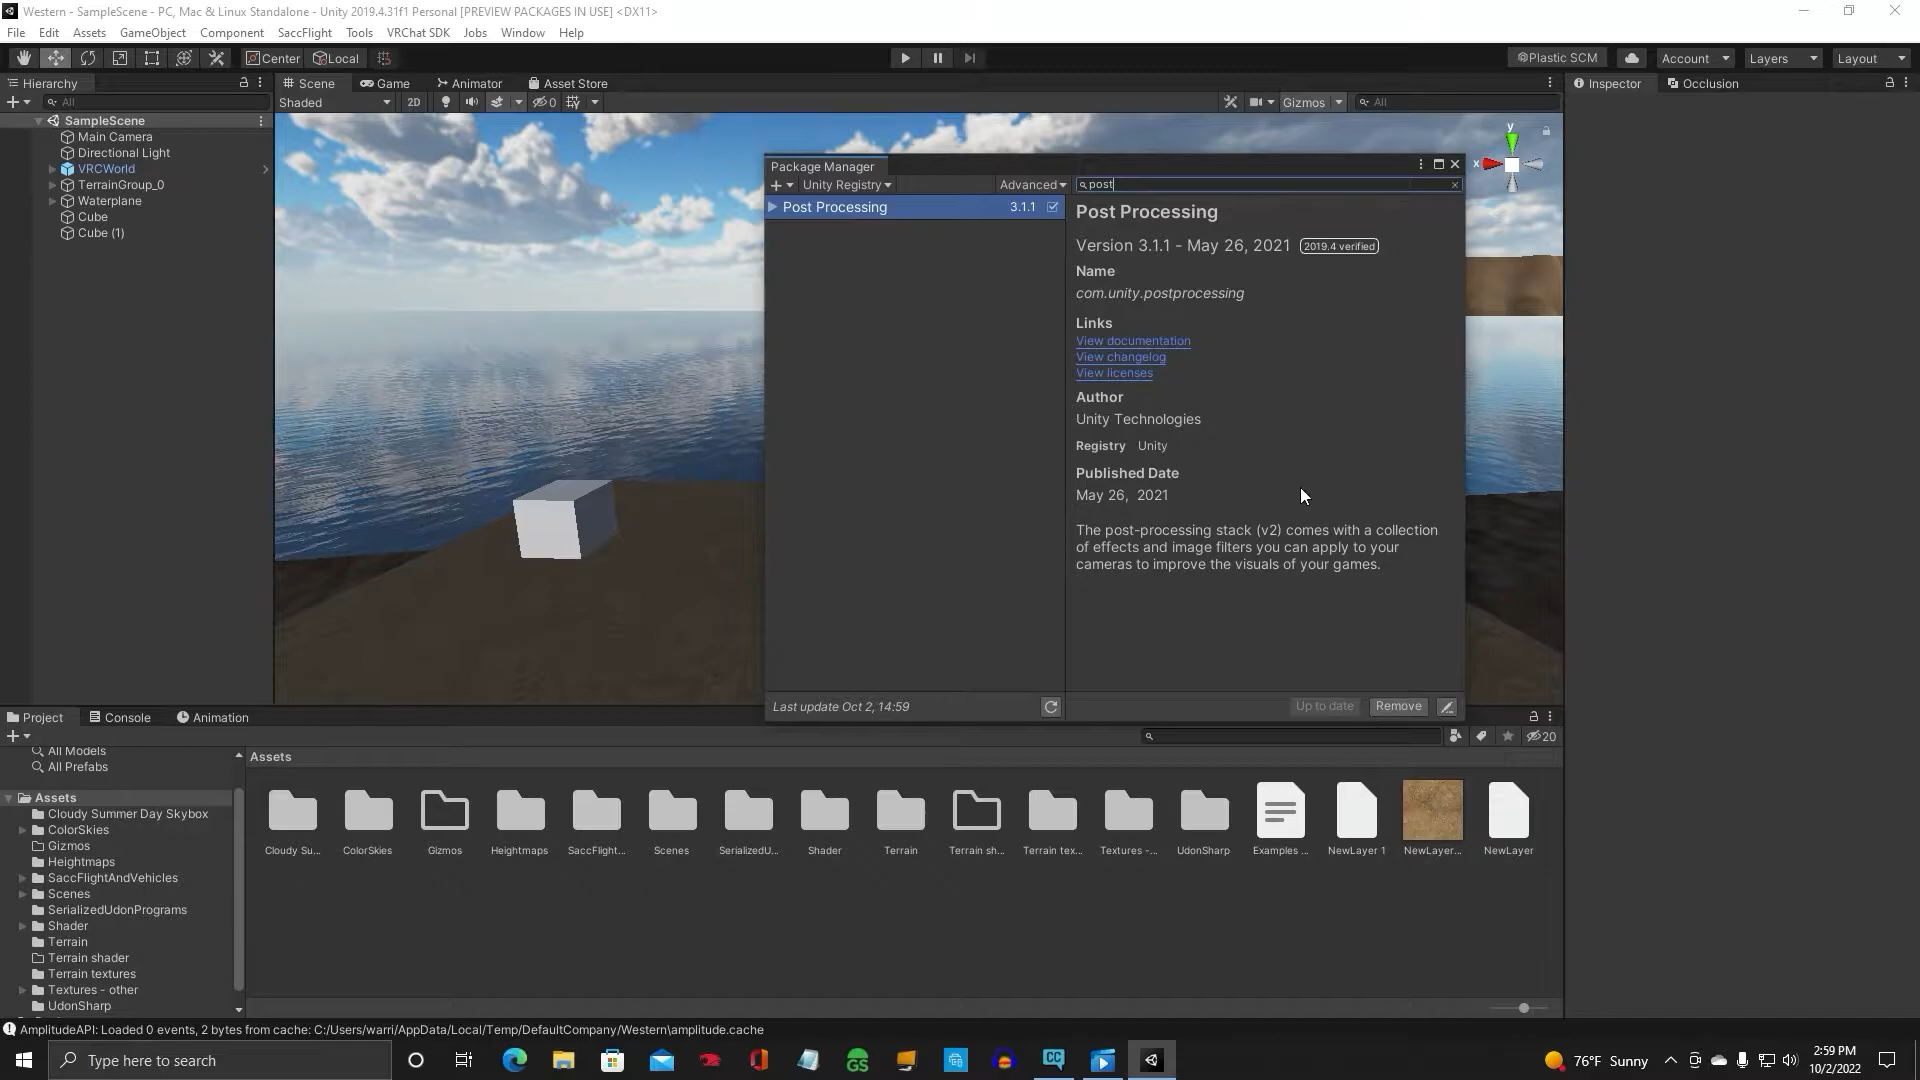 Western - SampleScene - PC, Mac & Linux Standalone - Unity 2019.4.31f1 Personal [PREVIEW PACKAGES IN USE] <DX11>
File Edit Assets GameObject Component SaccFlight Tools Jobs VRChat SDK Window Help
Center Local Plastic SCM Account Layers Layout
Hierarchy Scene Game Animator Asset Store Inspector Occlusion
All Shaded 2D 0 Gizmos All
SampleScene
Main Camera
Directional Light
VRCWorld
TerrainGroup_0
Waterplane
Cube
Cube (1)
y
x
Package Manager
Unity Registry Advanced post
Post Processing 3.1.1
Post Processing
Version 3.1.1 - May 26, 2021 2019.4 verified
Name
com.unity.postprocessing
Links
View documentation
View changelog
View licenses
Author
Unity Technologies
Registry Unity
Published Date
May 26, 2021
The post-processing stack (v2) comes with a collection
of effects and image filters you can apply to your
cameras to improve the visuals of your games.
Last update Oct 2, 14:59 Up to date Remove
Project Console Animation
20
All Models
All Prefabs
Assets
Cloudy Summer Day Skybox
ColorSkies
Gizmos
Heightmaps
SaccFlightAndVehicles
Scenes
SerializedUdonPrograms
Shader
Terrain
Terrain shader
Terrain textures
Textures - other
UdonSharp
Assets
Cloudy Su... ColorSkies Gizmos Heightmaps SaccFlight... Scenes SerializedU... Shader Terrain Terrain sh... Terrain tex... Textures -... UdonSharp Examples ... NewLayer 1 NewLayer... NewLayer
AmplitudeAPI: Loaded 0 events, 2 bytes from cache: C:/Users/warri/AppData/Local/Temp/DefaultCompany/Western\amplitude.cache
Type here to search GS CC 76°F Sunny 2:59 PM
10/2/2022